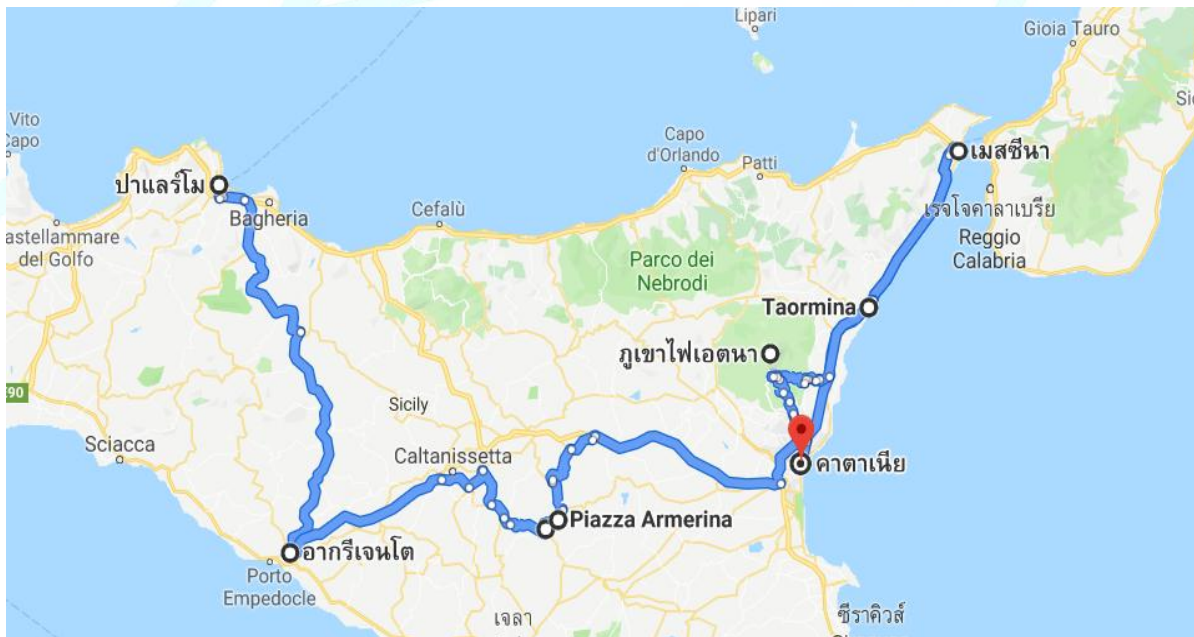 Lipari
Gioia Tauro
Vito
Capo
Capo
d'Orlando
Patti
เมสซีนา
ปาแลร์โม
Bagheria
Cefalù
เรจโจคาลาเบรีย
Reggio
Calabria
astellammare
del Golfo
Parco dei
Nebrodi
Taormina
ภูเขาไฟเอตนา
E90
Sicily
Sciacca
Caltanissetta
คาตาเนีย
Piazza Armerina
อากรีเจนโต
Porto
Empedocle
เจลา
ซีราคิวส์